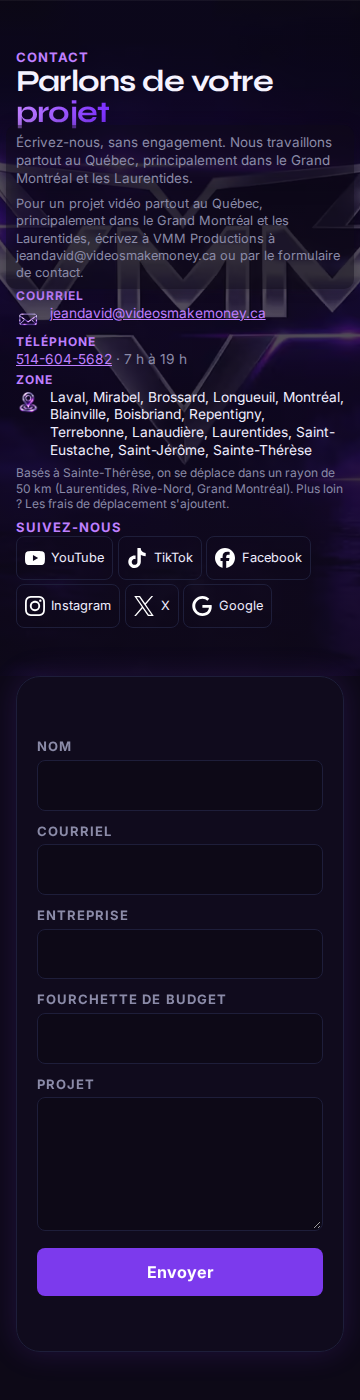 CONTACT
Parlons de votre
projet
Écrivez-nous, sans engagement. Nous travaillons
partout au Québec, principalement dans le Grand
Montréal et les Laurentides.
Pour un projet vidéo partout au Québec,
principalement dans le Grand Montréal et les
Laurentides, écrivez à VMM Productions à
jeandavid@videosmakemoney.ca ou par le formulaire
de contact.
COURRIEL
jeandavid@videosmakemoney.ca
TÉLÉPHONE
514-604-5682 · 7 h à 19 h
ZONE
Laval, Mirabel, Brossard, Longueuil, Montréal,
Blainville, Boisbriand, Repentigny,
Terrebonne, Lanaudière, Laurentides, Saint-
Eustache, Saint-Jérôme, Sainte-Thérèse
Basés à Sainte-Thérèse, on se déplace dans un rayon de
50 km (Laurentides, Rive-Nord, Grand Montréal). Plus loin
? Les frais de déplacement s'ajoutent.
SUIVEZ-NOUS
YouTube TikTok Facebook
Instagram X Google
NOM
COURRIEL
ENTREPRISE
FOURCHETTE DE BUDGET
PROJET
Envoyer